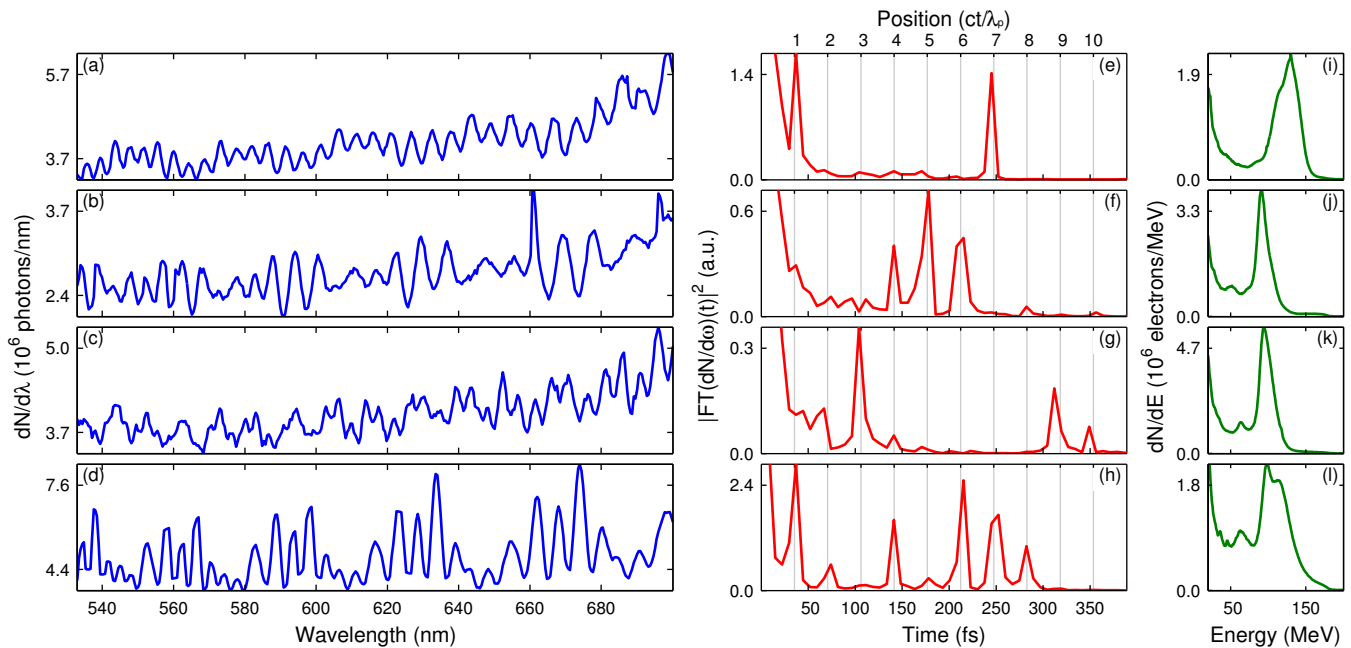 Position (ct/λp)
1 2 3 4 5 6 7 8 9 10
(a) (e) (i)
5.7 1.4 1.9
3.7 0.0 0.0
(b) (f) (j)
3.7 0.6 3.3
2.4 0.0 0.0
(c) (g) (k)
5.0 0.3 4.7
3.7 0.0 0.0
(d) (h) (l)
7.6 2.4 1.8
4.4 0.0 0.0
dN/dλ (10⁶ photons/nm)
|FT(dN/dω)(t)|² (a.u.)
dN/dE (10⁶ electrons/MeV)
540 560 580 600 620 640 660 680
50 100 150 200 250 300 350
50 150
Wavelength (nm)
Time (fs)
Energy (MeV)